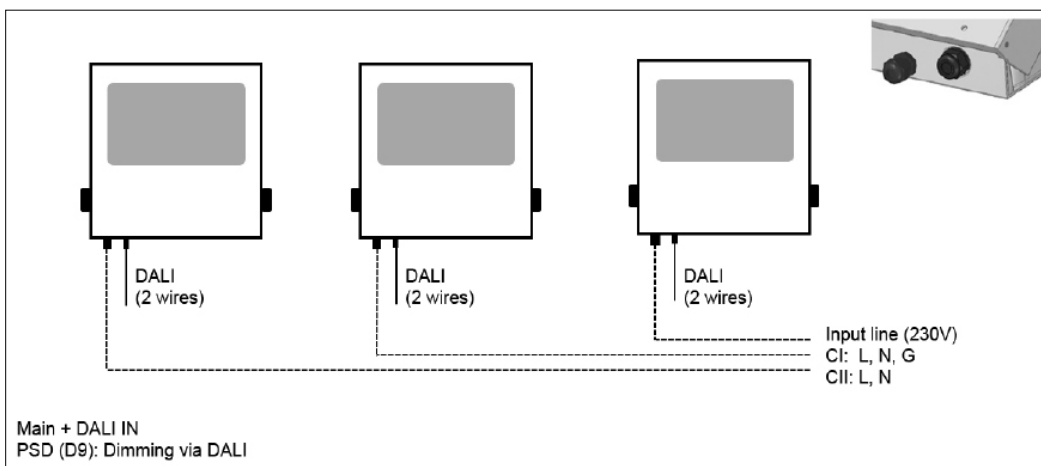 DALI
(2 wires)
DALI
(2 wires)
DALI
(2 wires)
Input line (230V)
CI: L, N, G
CII: L, N
Main + DALI IN
PSD (D9): Dimming via DALI